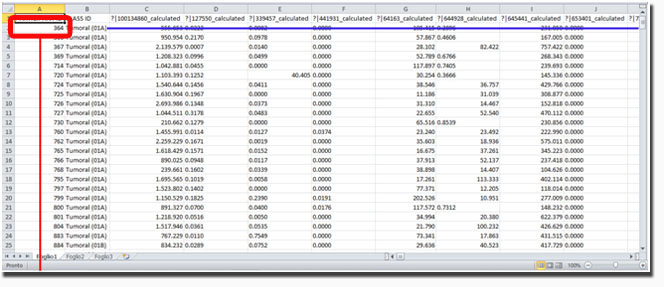 A B C D E F G H I J
ASS ID ?|100134860_calculated ?|127550_calculated ?|339457_calculated ?|441931_calculated ?|64163_calculated ?|644928_calculated ?|645441_calculated ?|653401_calculated ?|7
364 Tumoral (01A)
Tumoral (01A) 950.954 0.2170 0.0000 57.887 0.4606 167.005 0.0000
4 367 Tumoral (01A) 2.139.579 0.0007 0.0140 0.0000 28.102 82.422 757.422 0.0000
5 369 Tumoral (01A) 1.208.323 0.0996 0.0499 0.0000 52.789 0.6766 268.343 0.0000
6 714 Tumoral (01A) 1.042.881 0.0455 0.0000 0.0000 117.897 0.7405 239.693 0.0000
7 720 Tumoral (01A) 1.103.393 0.1252 40.405 0.0000 30.254 0.3666 145.336 0.0000
8 724 Tumoral (01A) 1.540.644 0.1456 0.0411 0.0000 38.546 36.757 429.766 0.0000
9 725 Tumoral (01A) 1.630.904 0.1967 0.0000 0.0000 11.186 31.039 308.877 0.0000
10 726 Tumoral (01A) 2.693.986 0.1348 0.0373 0.0000 31.310 14.467 152.818 0.0000
11 727 Tumoral (01A) 1.044.511 0.3178 0.0483 0.0000 22.655 52.540 470.112 0.0000
12 730 Tumoral (01A) 210.662 0.1279 0.0000 0.0000 65.516 0.8539 230.856 0.0000
13 760 Tumoral (01A) 1.455.991 0.0114 0.0127 0.0374 23.240 23.492 222.990 0.0000
14 762 Tumoral (01A) 2.259.229 0.1671 0.0019 0.0000 35.603 18.936 575.011 0.0000
15 765 Tumoral (01A) 1.618.429 0.1571 0.0152 0.0000 16.675 37.261 345.223 0.0000
16 766 Tumoral (01A) 890.025 0.0948 0.0117 0.0000 37.913 52.137 237.418 0.0000
17 768 Tumoral (01A) 239.661 0.1602 0.0339 0.0000 38.898 14.407 104.626 0.0000
18 795 Tumoral (01A) 1.695.565 0.1019 0.0058 0.0000 17.261 113.333 402.114 0.0000
19 797 Tumoral (01A) 1.523.802 0.1402 0.0000 0.0000 77.371 12.205 118.014 0.0000
20 799 Tumoral (01A) 1.150.529 0.1825 0.2390 0.0191 202.526 10.951 277.009 0.0000
21 800 Tumoral (01A) 891.327 0.0700 0.0400 0.0176 117.572 0.7312 148.232 0.0000
22 801 Tumoral (01A) 1.218.920 0.0516 0.0050 0.0000 34.994 20.380 622.379 0.0000
23 804 Tumoral (01A) 1.517.946 0.0361 0.0535 0.0000 21.790 100.232 426.629 0.0000
24 883 Tumoral (01A) 767.229 0.0110 0.7549 0.0000 73.341 17.863 431.515 0.0000
25 884 Tumoral (01B) 834.232 0.0289 0.0752 0.0000 29.636 40.523 417.729 0.0000
Foglio1 Foglio2 Foglio3
Pronto 100%